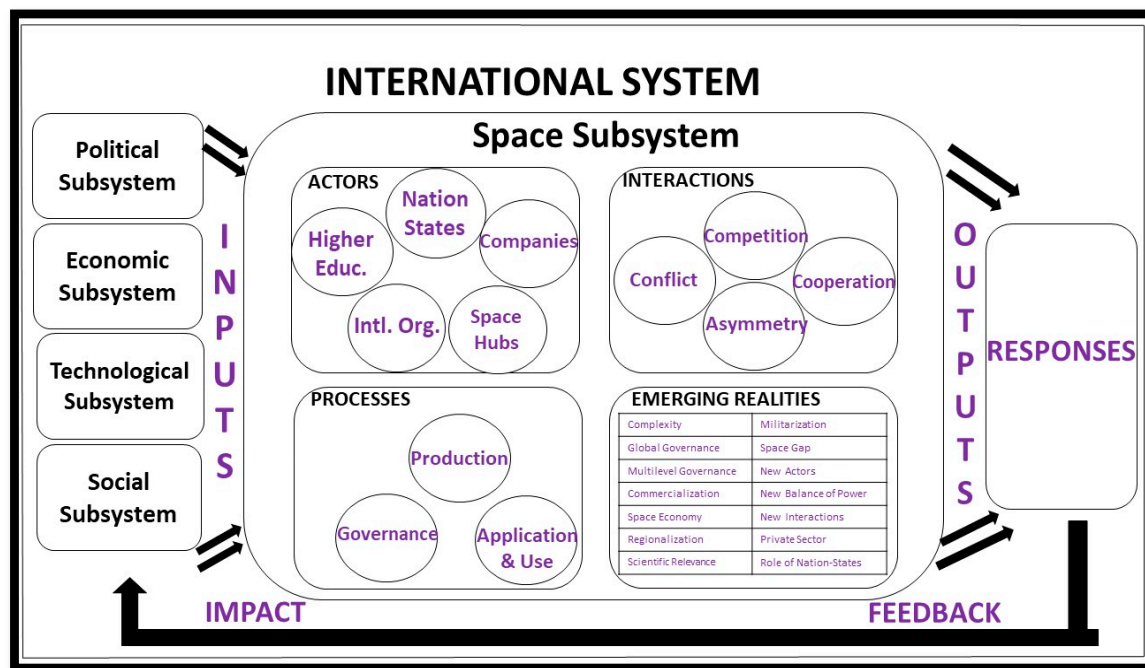 INTERNATIONAL SYSTEM
Political
Subsystem
Economic
Subsystem
Technological
Subsystem
Social
Subsystem
INPUTS
Space Subsystem
ACTORS
Nation
States
Higher
Educ.
Companies
Intl. Org.
Space
Hubs
INTERACTIONS
Competition
Conflict
Cooperation
Asymmetry
PROCESSES
Production
Governance
Application
& Use
EMERGING REALITIES
Complexity
Militarization
Global Governance
Space Gap
Multilevel Governance
New Actors
Commercialization
New Balance of Power
Space Economy
New Interactions
Regionalization
Private Sector
Scientific Relevance
Role of Nation-States
OUTPUTS
RESPONSES
IMPACT
FEEDBACK